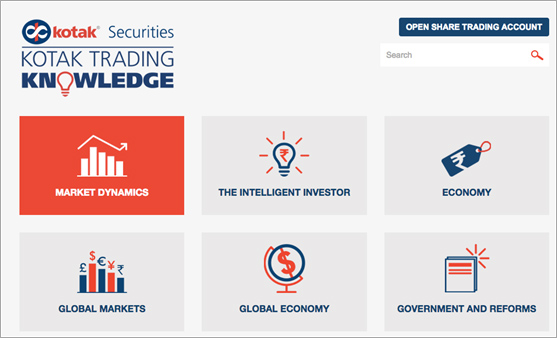 kotak® Securities
KOTAK TRADING
KNOWLEDGE
OPEN SHARE TRADING ACCOUNT
Search
MARKET DYNAMICS
₹
THE INTELLIGENT INVESTOR
₹
ECONOMY
£ $ € ¥ ₹
GLOBAL MARKETS
$
GLOBAL ECONOMY
GOVERNMENT AND REFORMS